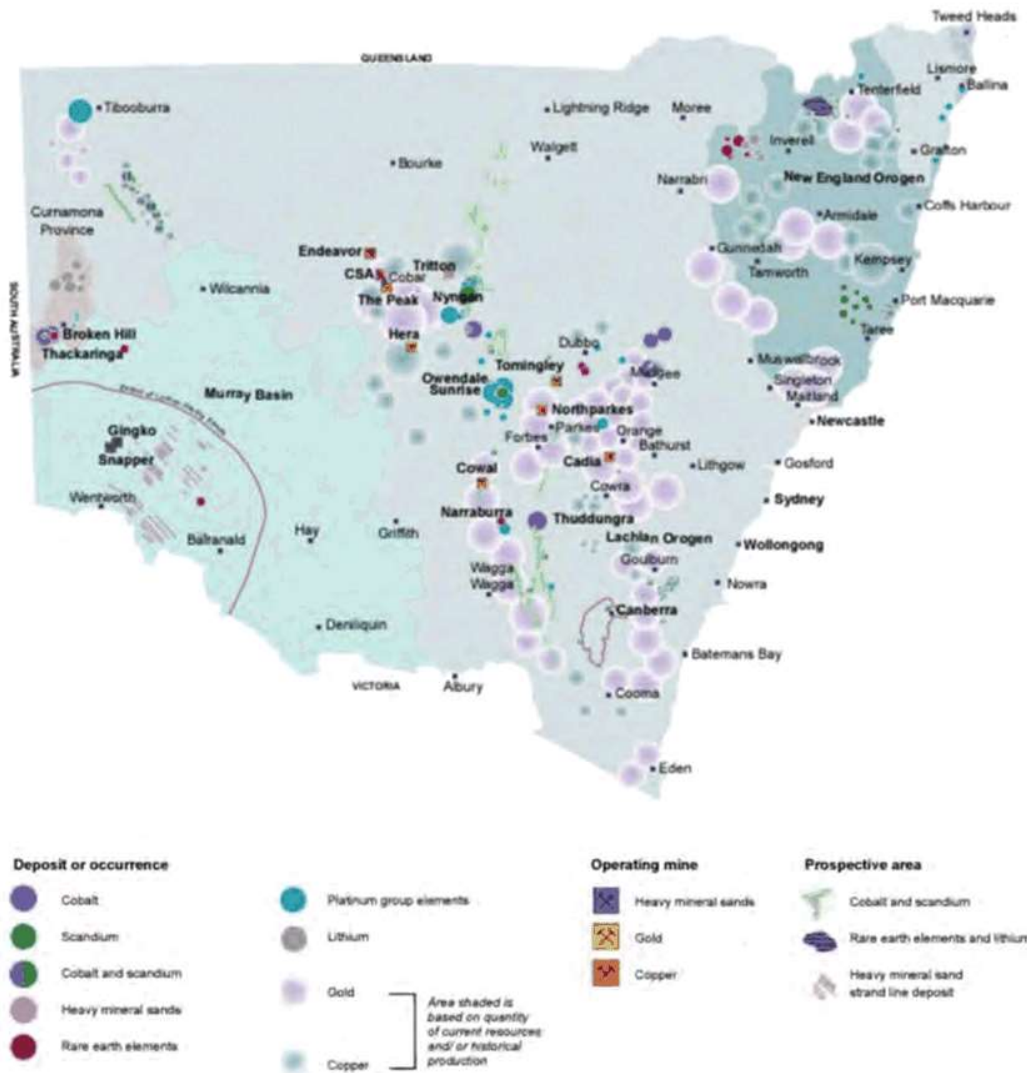 Tweed Heads
QUEENSLAND
Lismore
Ballina
Tenterfield
Tibooburra
Lightning Ridge
Moree
Inverell
Grafton
Walgett
Bourke
Narrabri
New England Orogen
Coffs Harbour
Curnamona
Province
Armidale
Endeavor
Gunnedah
Tritton
CSA
Cobar
Tamworth
Kempsey
Wilcannia
The Peak
Nyngan
Port Macquarie
SOUTH AUSTRALIA
Broken Hill
Hera
Taree
Thackaringa
Dubbo
Muswellbrook
Tomingley
Mudgee
Singleton
Owendale
Sunrise
Murray Basin
Maitland
Northparkes
Newcastle
Parkes
Gingko
Forbes
Orange
Snapper
Bathurst
Cadia
Lithgow
Gosford
Cowal
Wentworth
Cowra
Sydney
Narraburra
Thuddungra
Hay
Griffith
Lachlan Orogen
Balranald
Wollongong
Goulburn
Wagga
Wagga
Nowra
Canberra
Deniliquin
Batemans Bay
VICTORIA
Albury
Cooma
Eden
Deposit or occurrence
Cobalt
Scandium
Cobalt and scandium
Heavy mineral sands
Rare earth elements
Platinum group elements
Lithium
Gold
Copper
Area shaded is
based on quantity
of current resources
and/ or historical
production
Operating mine
Heavy mineral sands
Gold
Copper
Prospective area
Cobalt and scandium
Rare earth elements and lithium
Heavy mineral sand
strand line deposit